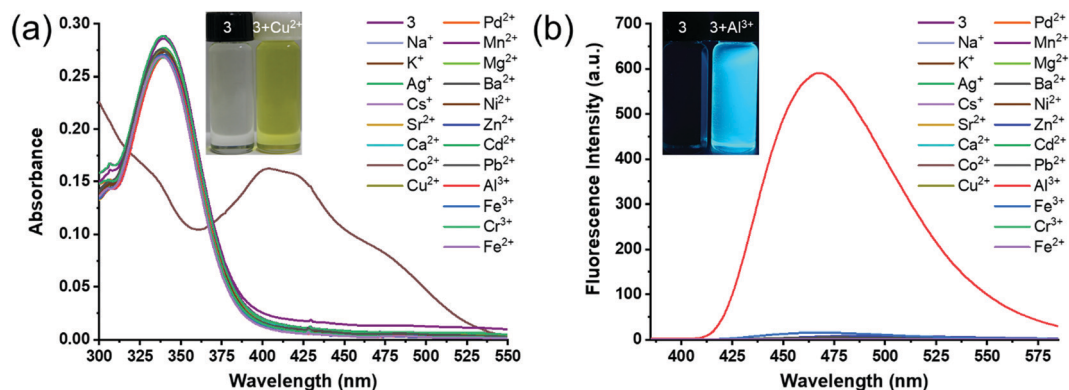 (a)
3 3+Cu²⁺
Absorbance
0.30
0.25
0.20
0.15
0.10
0.05
0.00
300 325 350 375 400 425 450 475 500 525 550
Wavelength (nm)
3 Pd²⁺
Na⁺ Mn²⁺
K⁺ Mg²⁺
Ag⁺ Ba²⁺
Cs⁺ Ni²⁺
Sr²⁺ Zn²⁺
Ca²⁺ Cd²⁺
Co²⁺ Pb²⁺
Cu²⁺ Al³⁺
Fe³⁺
Cr³⁺
Fe²⁺
(b)
3 3+Al³⁺
Fluorescence Intensity (a.u.)
700
600
500
400
300
200
100
0
400 425 450 475 500 525 550 575
Wavelength (nm)
3 Pd²⁺
Na⁺ Mn²⁺
K⁺ Mg²⁺
Ag⁺ Ba²⁺
Cs⁺ Ni²⁺
Sr²⁺ Zn²⁺
Ca²⁺ Cd²⁺
Co²⁺ Pb²⁺
Cu²⁺ Al³⁺
Fe³⁺
Cr³⁺
Fe²⁺